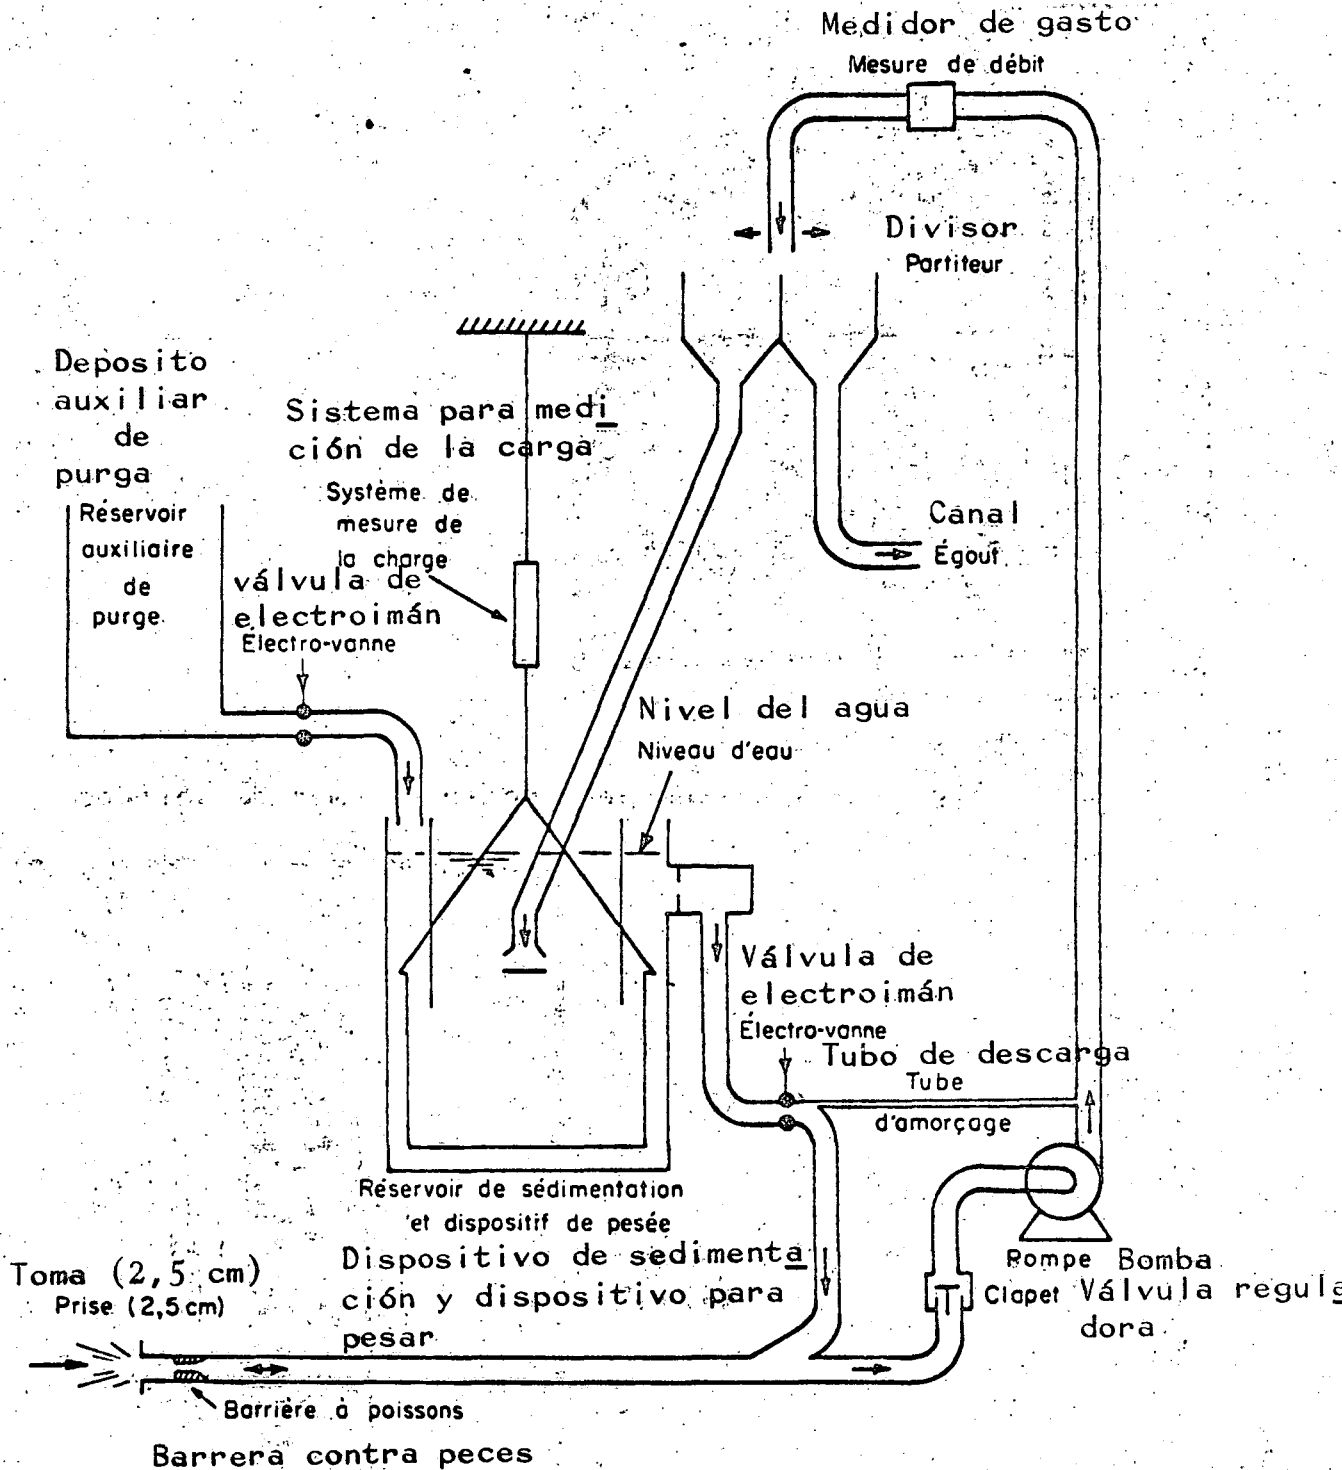 Medidor de gasto
Mesure de débit
Divisor
Partiteur
Deposito
auxiliar
de
purga
Réservoir
auxiliaire
de
purge
Sistema para medi
ción de la carga
Système de
mesure de
la charge
válvula de
electroimán
Électro-vanne
Canal
Égout
Nivel del agua
Niveau d'eau
Válvula de
electroimán
Électro-vanne
Tubo de descarga
Tube
d'amorçage
Réservoir de sédimentation
et dispositif de pesée
Dispositivo de sedimenta
ción y dispositivo para
pesar
Toma (2,5 cm)
Prise (2,5 cm)
Pompe Bomba
Clapet Válvula regula
dora
Barrière à poissons
Barrera contra peces